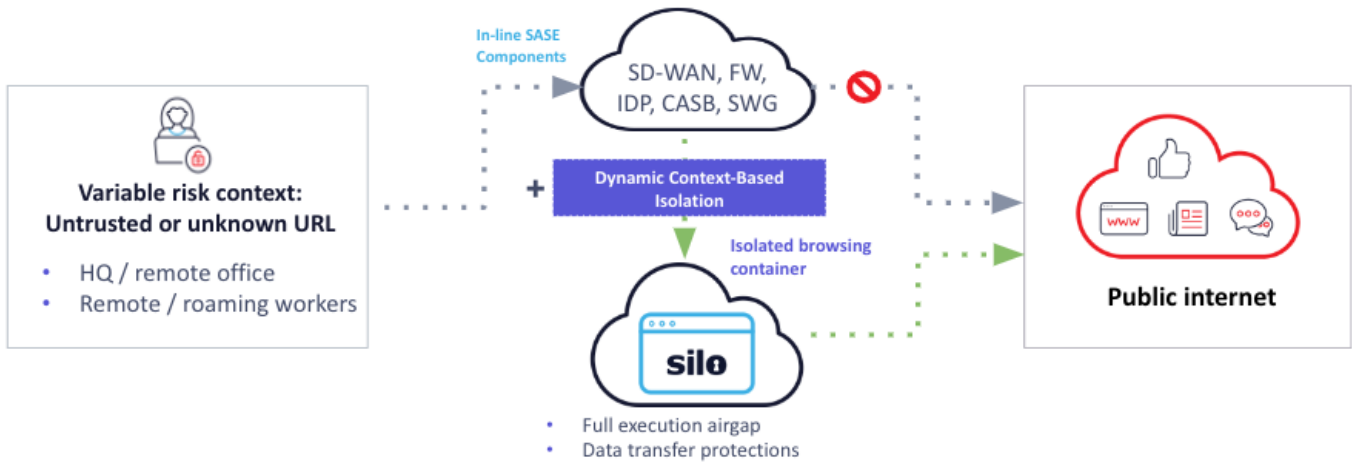 In-line SASE
Components
SD-WAN, FW,
IDP, CASB, SWG
Variable risk context:
Untrusted or unknown URL
• HQ / remote office
• Remote / roaming workers
+
Dynamic Context-Based
Isolation
Isolated browsing
container
silo
• Full execution airgap
• Data transfer protections
www
Public internet